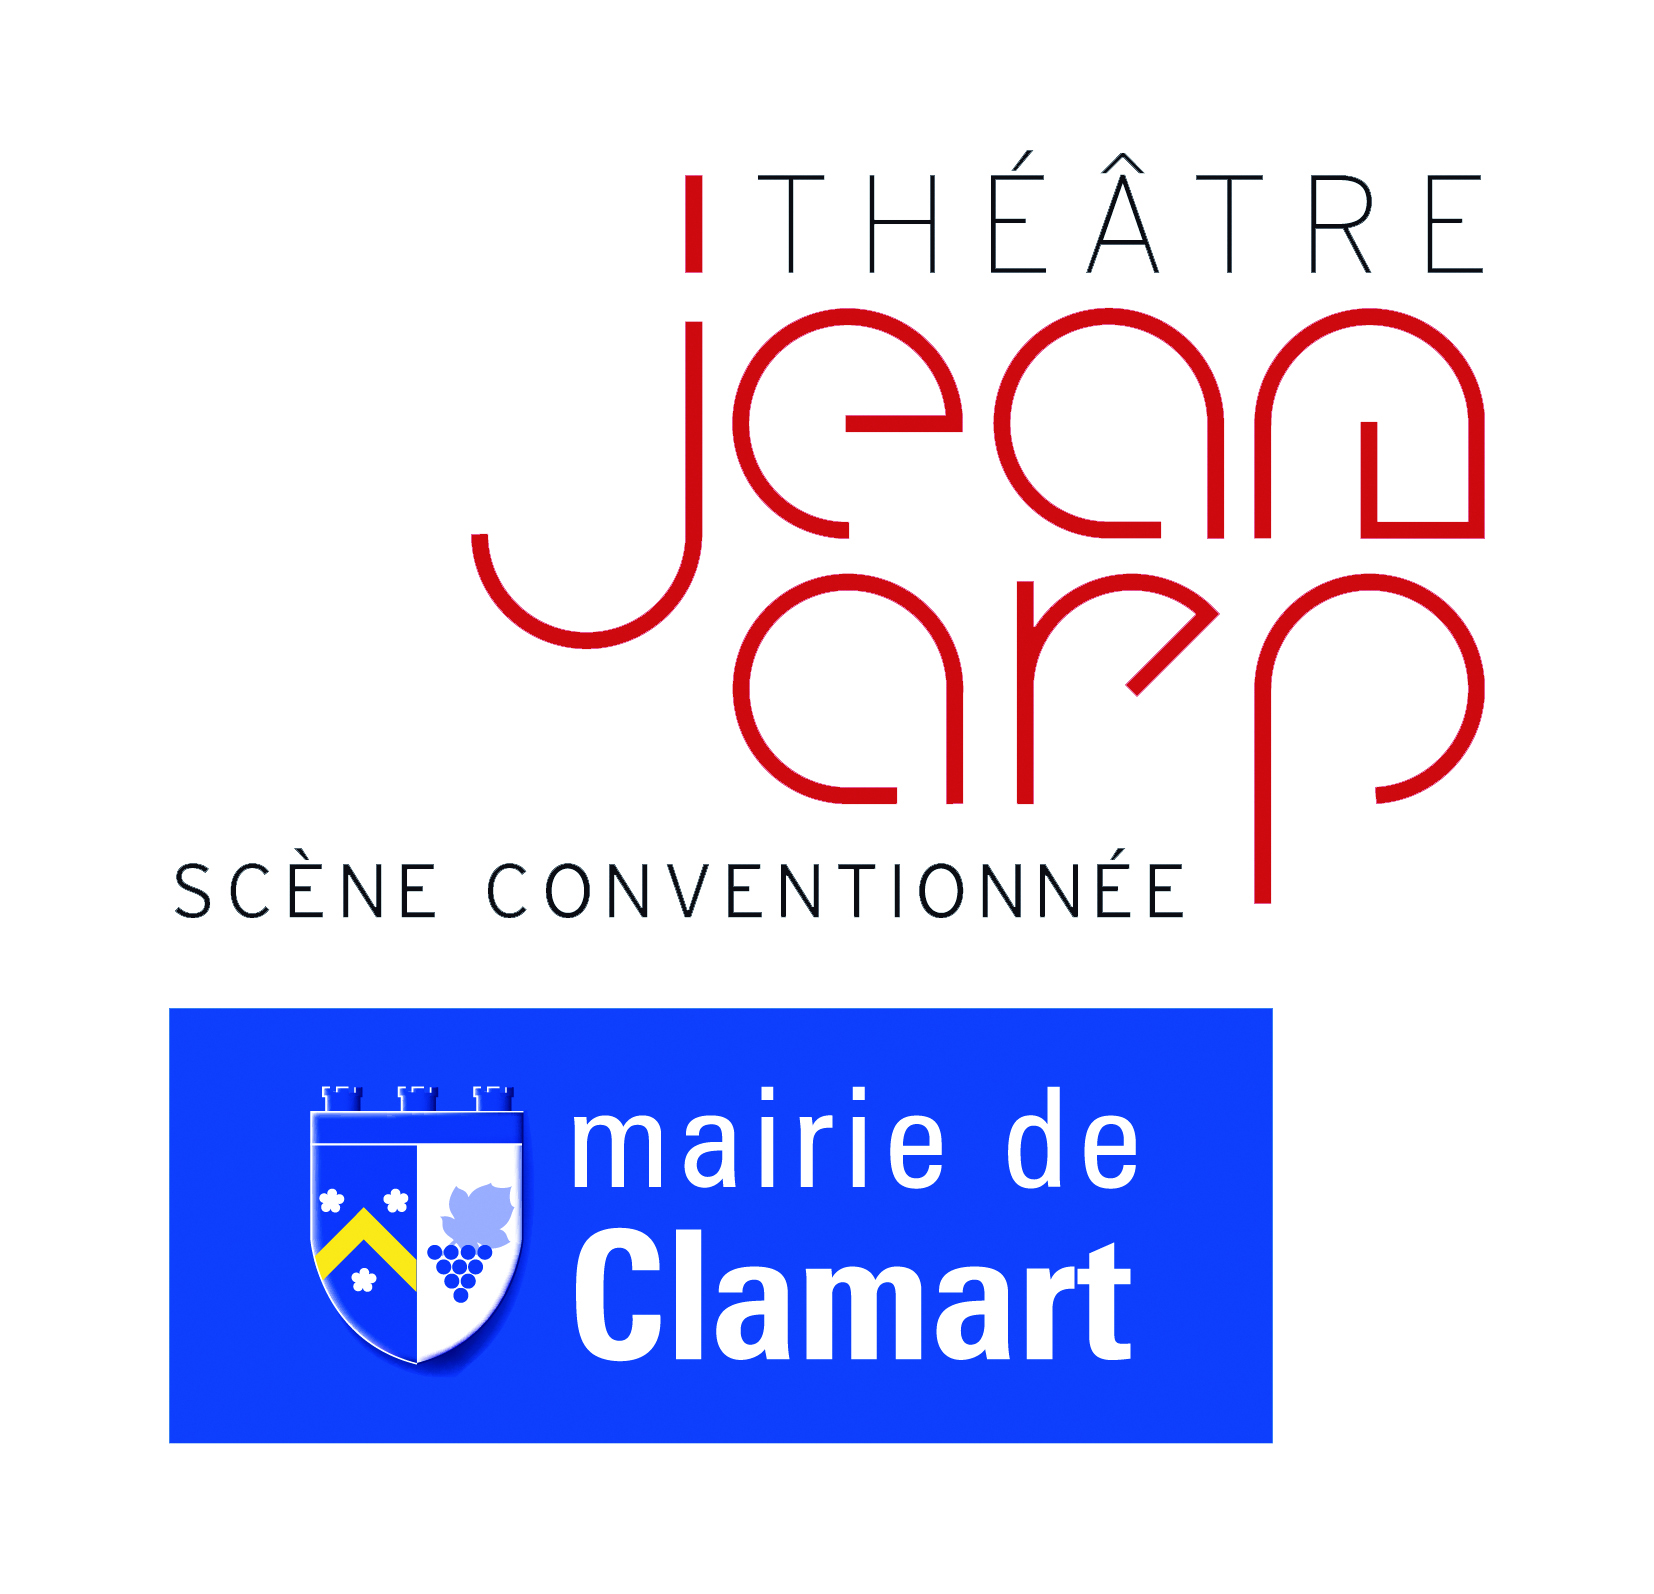 THÉÂTRE
jean
arp
SCÈNE CONVENTIONNÉE
mairie de
Clamart